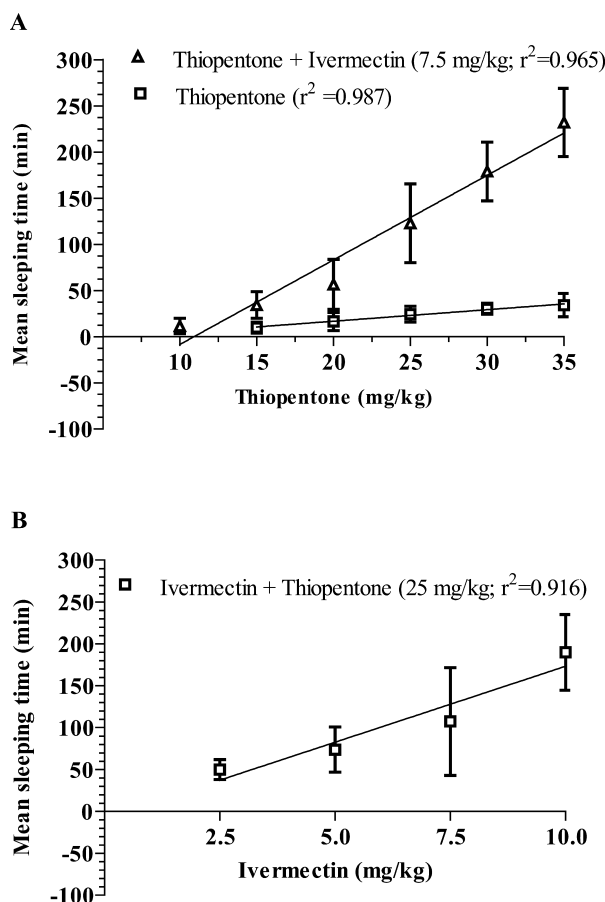 A
Thiopentone + Ivermectin (7.5 mg/kg; r²=0.965)
Thiopentone (r² =0.987)
Mean sleeping time (min)
300
250
200
150
100
50
0
-50
-100
10 15 20 25 30 35
Thiopentone (mg/kg)
B
Ivermectin + Thiopentone (25 mg/kg; r²=0.916)
Mean sleeping time (min)
300
250
200
150
100
50
0
-50
-100
2.5 5.0 7.5 10.0
Ivermectin (mg/kg)